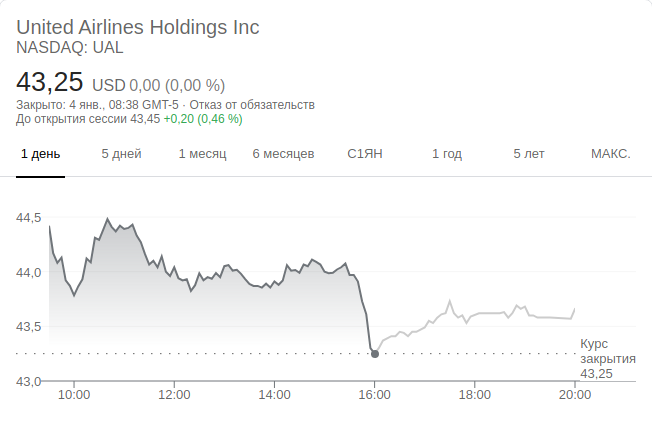 United Airlines Holdings Inc
NASDAQ: UAL
43,25 USD 0,00 (0,00 %)
Закрыто: 4 янв., 08:38 GMT-5 · Отказ от обязательств
До открытия сессии 43,45 +0,20 (0,46 %)
1 день 5 дней 1 месяц 6 месяцев С1ЯН 1 год 5 лет МАКС.
44,5
44,0
43,5
Курс
закрытия
43,25
43,0
10:00 12:00 14:00 16:00 18:00 20:00